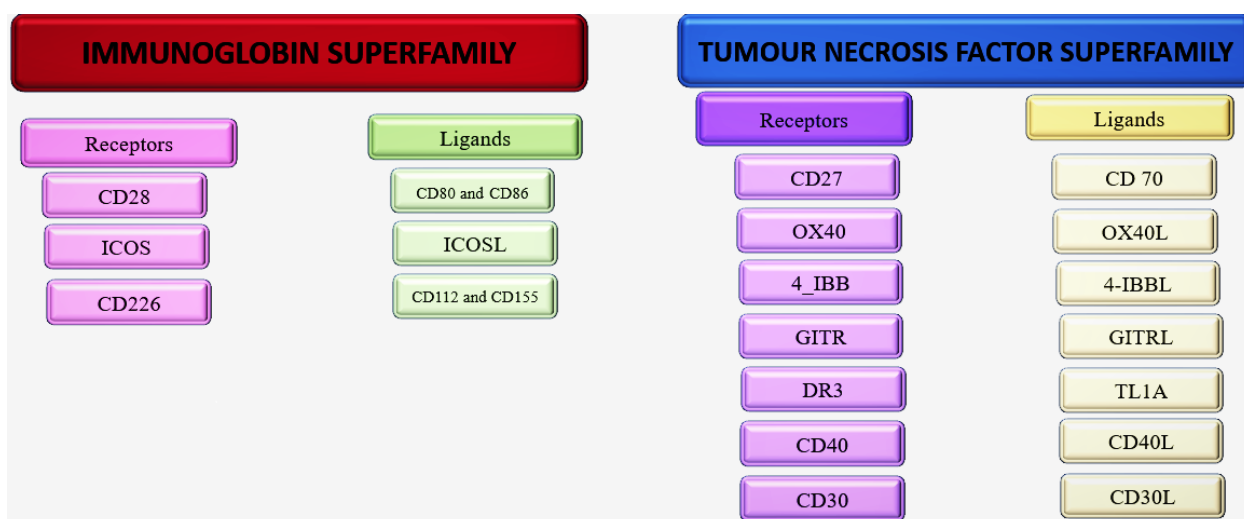 IMMUNOGLOBIN SUPERFAMILY
Receptors
CD28
ICOS
CD226
Ligands
CD80 and CD86
ICOSL
CD112 and CD155
TUMOUR NECROSIS FACTOR SUPERFAMILY
Receptors
CD27
OX40
4_IBB
GITR
DR3
CD40
CD30
Ligands
CD 70
OX40L
4-IBBL
GITRL
TL1A
CD40L
CD30L